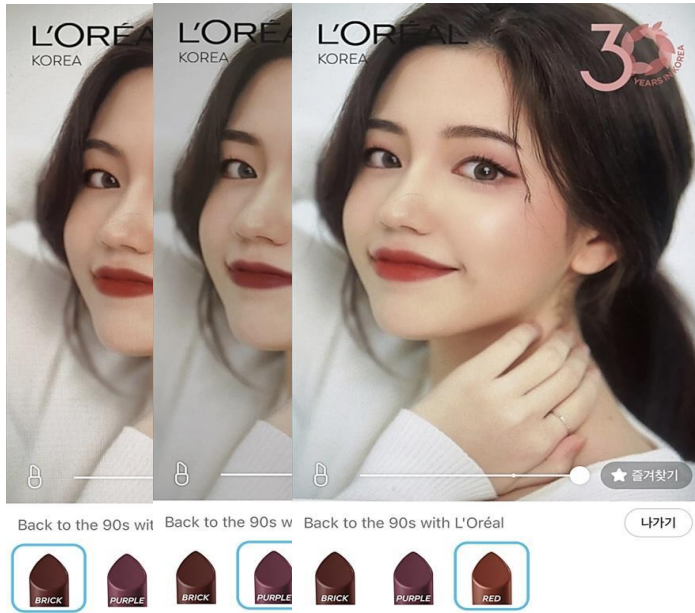 L'ORÉA
KOREA
Back to the 90s wit
BRICK
PURPLE
L'ORÉA
KOREA
Back to the 90s w
BRICK
PURPLE
L'ORÉAL
KOREA
30
YEARS IN KOREA
즐겨찾기
Back to the 90s with L'Oréal
나가기
BRICK
PURPLE
RED